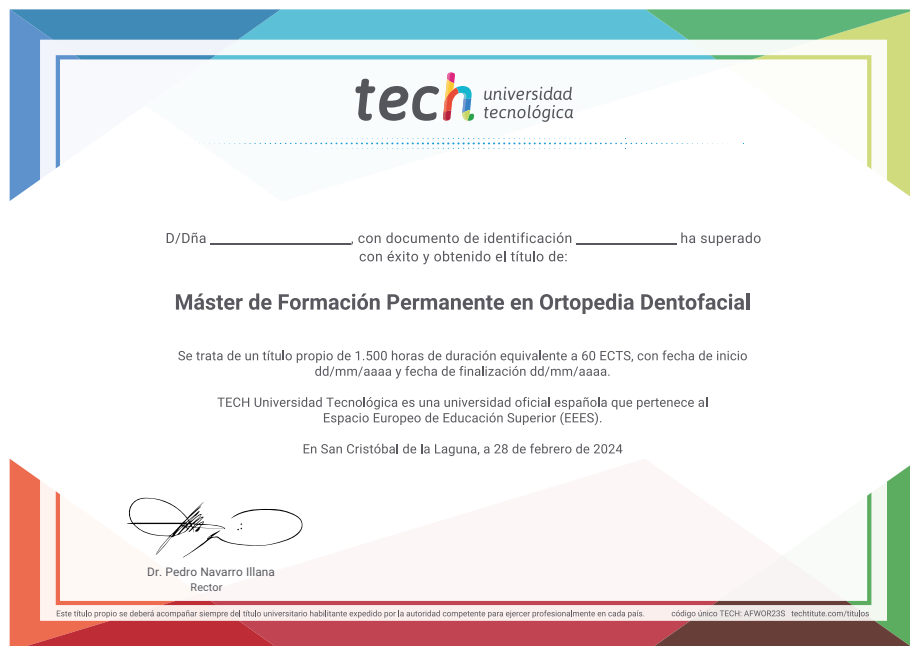 tech universidad
tecnológica
D/Dña ____________________, con documento de identificación ______________ ha superado
con éxito y obtenido el título de:
Máster de Formación Permanente en Ortopedia Dentofacial
Se trata de un título propio de 1.500 horas de duración equivalente a 60 ECTS, con fecha de inicio
dd/mm/aaaa y fecha de finalización dd/mm/aaaa.
TECH Universidad Tecnológica es una universidad oficial española que pertenece al
Espacio Europeo de Educación Superior (EEES).
En San Cristóbal de la Laguna, a 28 de febrero de 2024
Dr. Pedro Navarro Illana
Rector
Este título propio se deberá acompañar siempre del título universitario habilitante expedido por la autoridad competente para ejercer profesionalmente en cada país. código único TECH: AFWOR23S techtitute.com/titulos